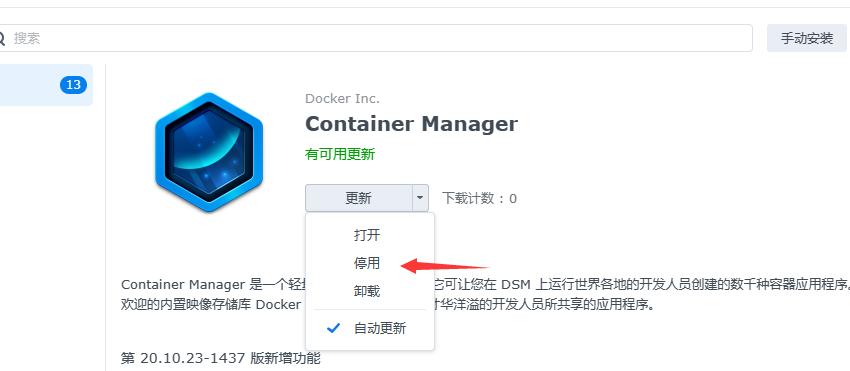 搜索
手动安装
13
Docker Inc.
Container Manager
有可用更新
更新
下载计数 : 0
打开
停用
卸载
自动更新
Container Manager 是一个轻
它可让您在 DSM 上运行世界各地的开发人员创建的数千种容器应用程序。
欢迎的内置映像存储库 Docker
才华洋溢的开发人员所共享的应用程序。
第 20.10.23-1437 版新增功能